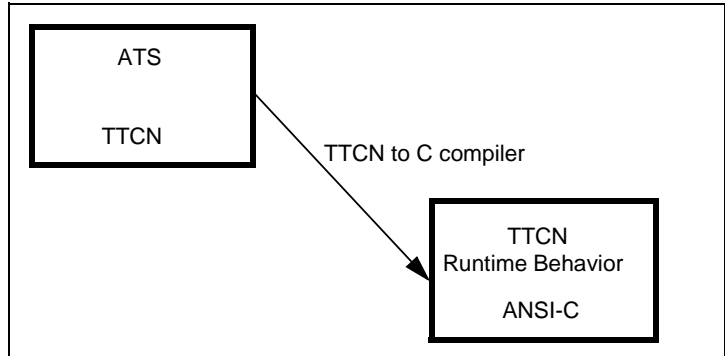 ATS
TTCN
TTCN to C compiler
TTCN
Runtime Behavior
ANSI-C